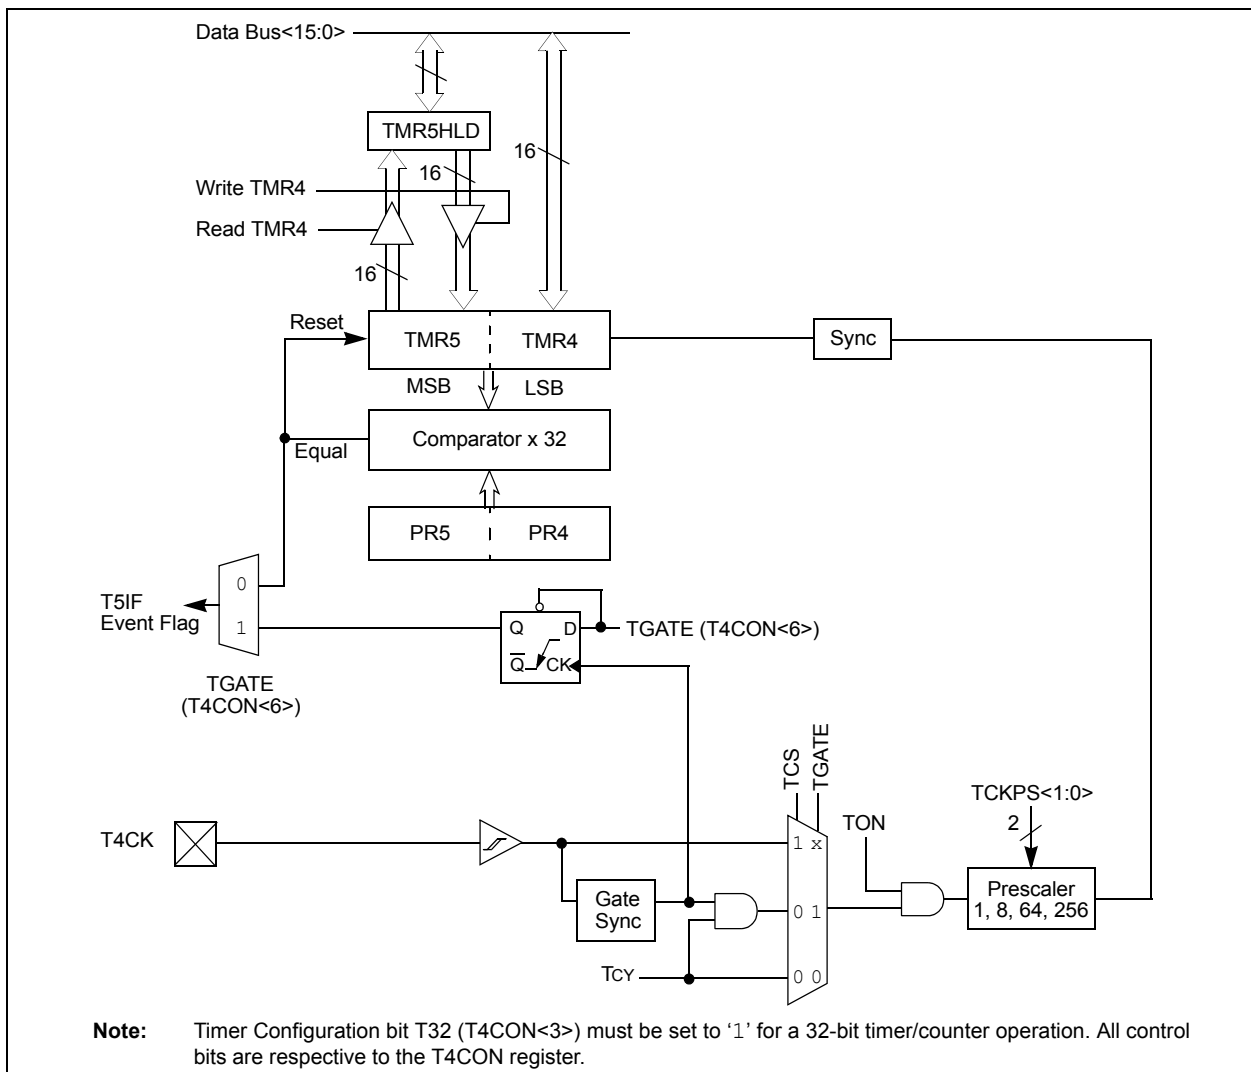 Data Bus<15:0>
TMR5HLD
16
16
Write TMR4
Read TMR4
16
Reset
TMR5
TMR4
Sync
MSB
LSB
Equal
Comparator x 32
PR5
PR4
0
T5IF
Event Flag
1
Q
D
TGATE (T4CON<6>)
Q
CK
TGATE
(T4CON<6>)
TCS
TGATE
TCKPS<1:0>
2
TON
T4CK
1 x
Gate
Sync
0 1
Prescaler
1, 8, 64, 256
TCY
0 0
Note: Timer Configuration bit T32 (T4CON<3>) must be set to ‘1’ for a 32-bit timer/counter operation. All control
bits are respective to the T4CON register.